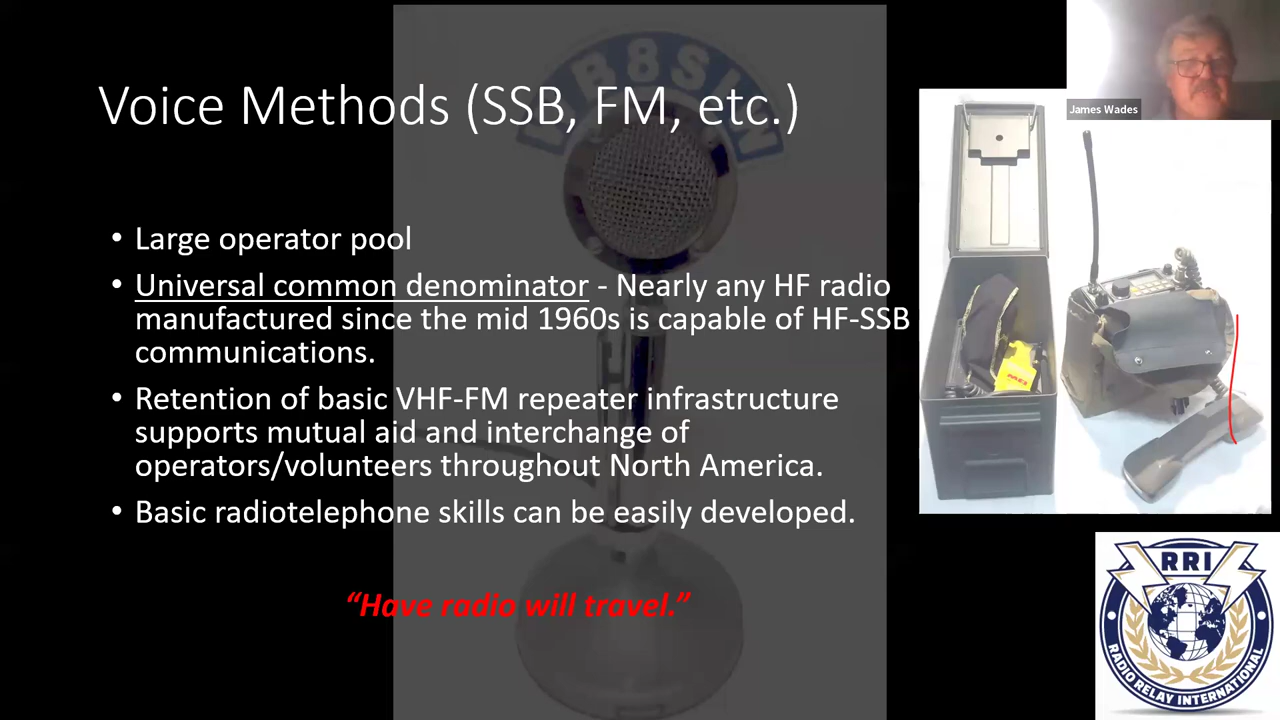 WB8SIW
Voice Methods (SSB, FM, etc.)
James Wades
• Large operator pool
• Universal common denominator - Nearly any HF radio
manufactured since the mid 1960s is capable of HF-SSB
communications.
• Retention of basic VHF-FM repeater infrastructure
supports mutual aid and interchange of
operators/volunteers throughout North America.
• Basic radiotelephone skills can be easily developed.
“Have radio will travel.”
RRI
RADIO RELAY INTERNATIONAL